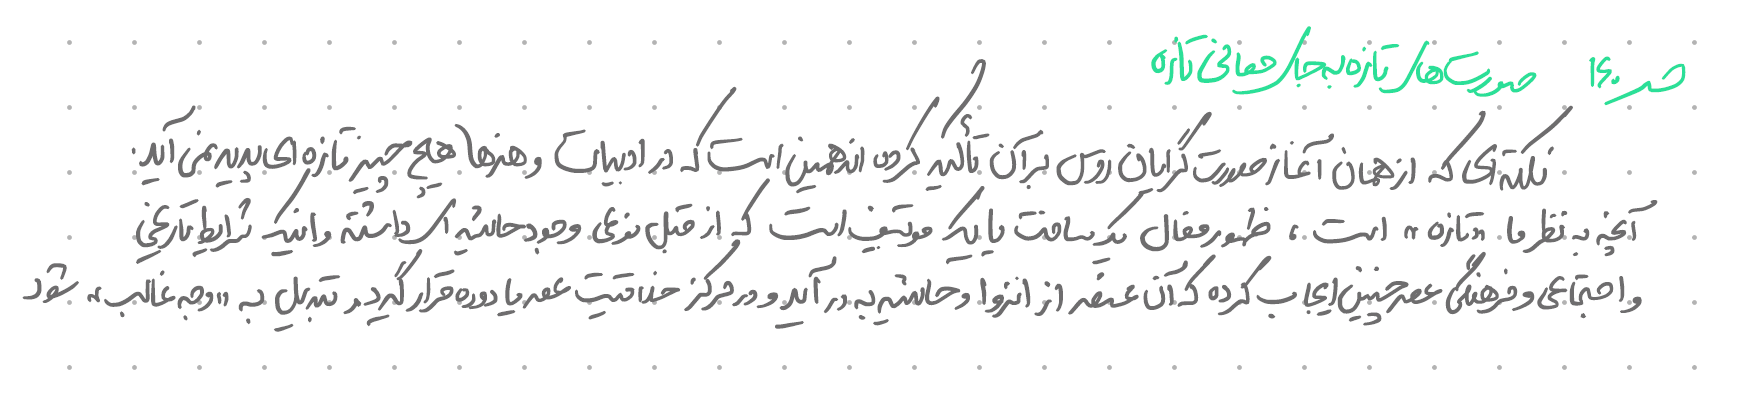 ص ۱۶۰ صورت‌های تازه به جای معانی تازه
نکته‌ای که از همان آغاز صورت‌گرایان روس بر آن تأکید کرده اند همین است که در ادبیات و هنرها هیچ چیز تازه‌ای پدید نمی‌آید.
آنچه به نظر ما «تازه» است، ظهور فعال یک ساخت یا یک موتیف است که از قبل نوعی وجود حاشیه‌ای داشته و اینک شرایط تاریخی
و اجتماعی و فرهنگی عصر چنین ایجاب کرده که آن عنصر از انزوا و حاشیه به در آید و در مرکز خلاقیت عصر یا دوره قرار گیرد. تبدیل به «وجه غالب» شود